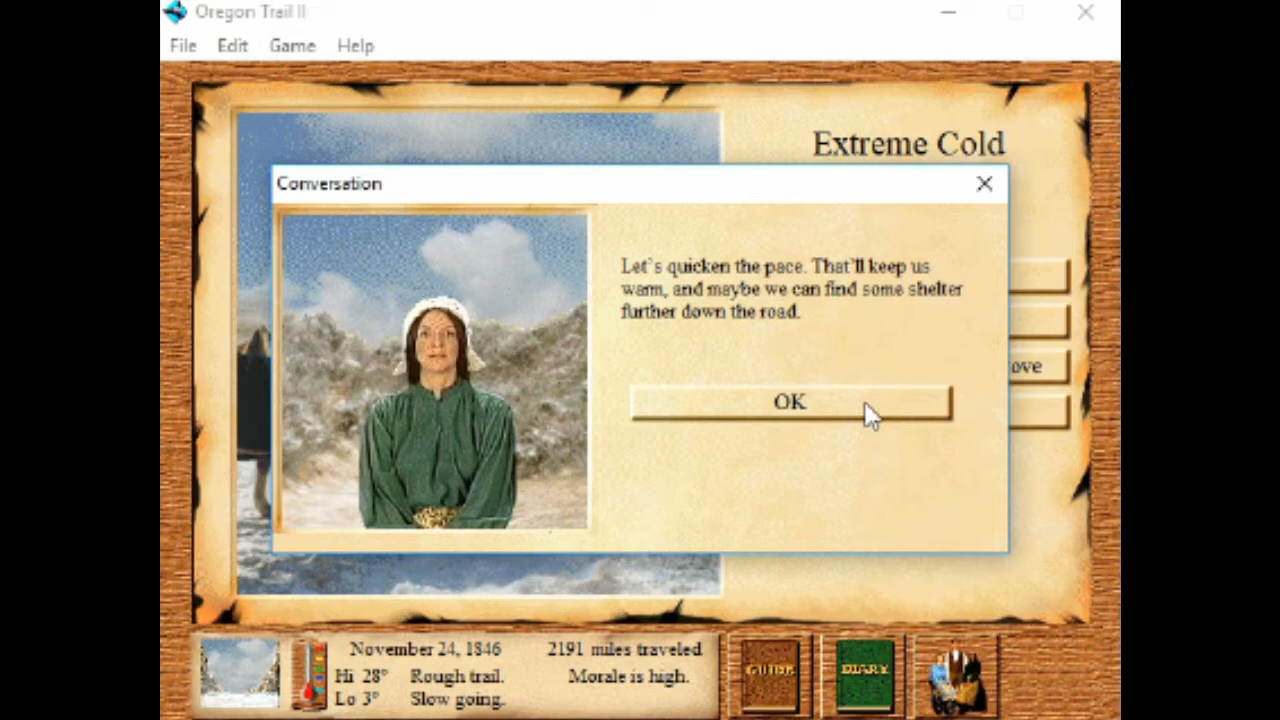 Oregon Trail II
File Edit Game Help
Extreme Cold
Conversation
Let's quicken the pace. That'll keep us
warm, and maybe we can find some shelter
further down the road.
OK
ove
November 24, 1846 2191 miles traveled
Hi 28° Rough trail. Morale is high.
Lo 3° Slow going.
GUIDE
DIARY